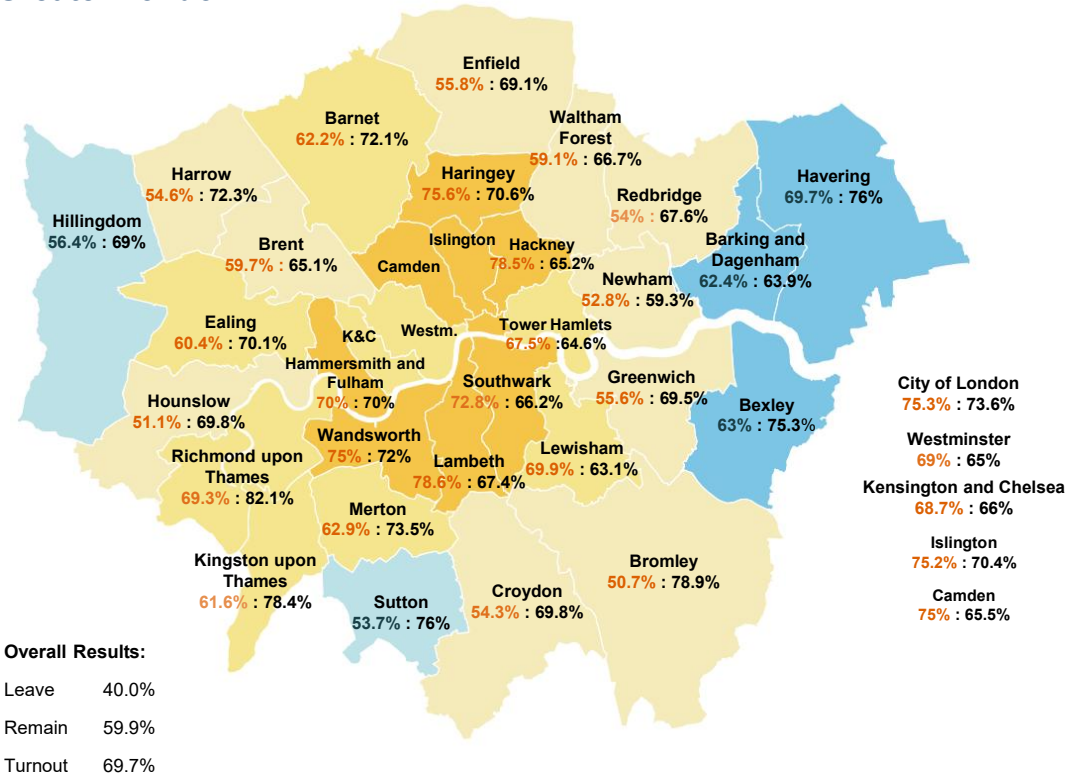 Enfield
55.8% : 69.1%
Barnet
62.2% : 72.1%
Waltham
Forest
59.1% : 66.7%
Harrow
54.6% : 72.3%
Haringey
75.6% : 70.6%
Redbridge
54% : 67.6%
Havering
69.7% : 76%
Hillingdom
56.4% : 69%
Brent
59.7% : 65.1%
Islington
Camden
Hackney
78.5% : 65.2%
Barking and
Dagenham
62.4% : 63.9%
Newham
52.8% : 59.3%
Ealing
60.4% : 70.1%
K&C
Westm.
Tower Hamlets
67.5% :64.6%
Hammersmith and
Fulham
70% : 70%
Southwark
72.8% : 66.2%
Greenwich
55.6% : 69.5%
Bexley
63% : 75.3%
Hounslow
51.1% : 69.8%
Wandsworth
75% : 72%
Lambeth
78.6% : 67.4%
Lewisham
69.9% : 63.1%
Richmond upon
Thames
69.3% : 82.1%
Merton
62.9% : 73.5%
Kingston upon
Thames
61.6% : 78.4%
Sutton
53.7% : 76%
Croydon
54.3% : 69.8%
Bromley
50.7% : 78.9%
City of London
75.3% : 73.6%
Westminster
69% : 65%
Kensington and Chelsea
68.7% : 66%
Islington
75.2% : 70.4%
Camden
75% : 65.5%
Overall Results:
Leave 40.0%
Remain 59.9%
Turnout 69.7%